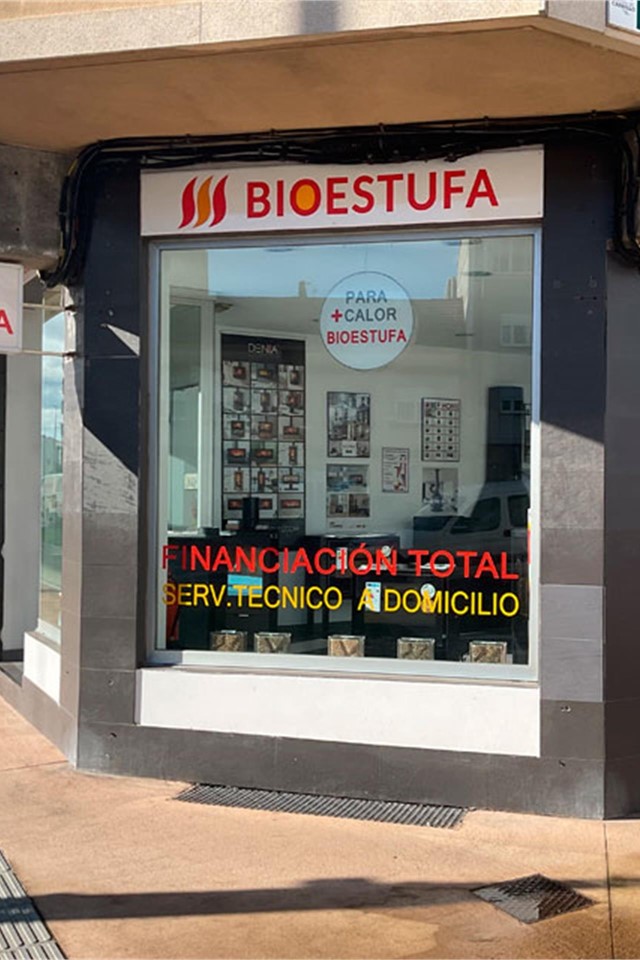 BIOESTUFA
A
PARA
+CALOR
BIOESTUFA
DENIA
FINANCIACIÓN TOTAL
SERV.TECNICO A DOMICILIO